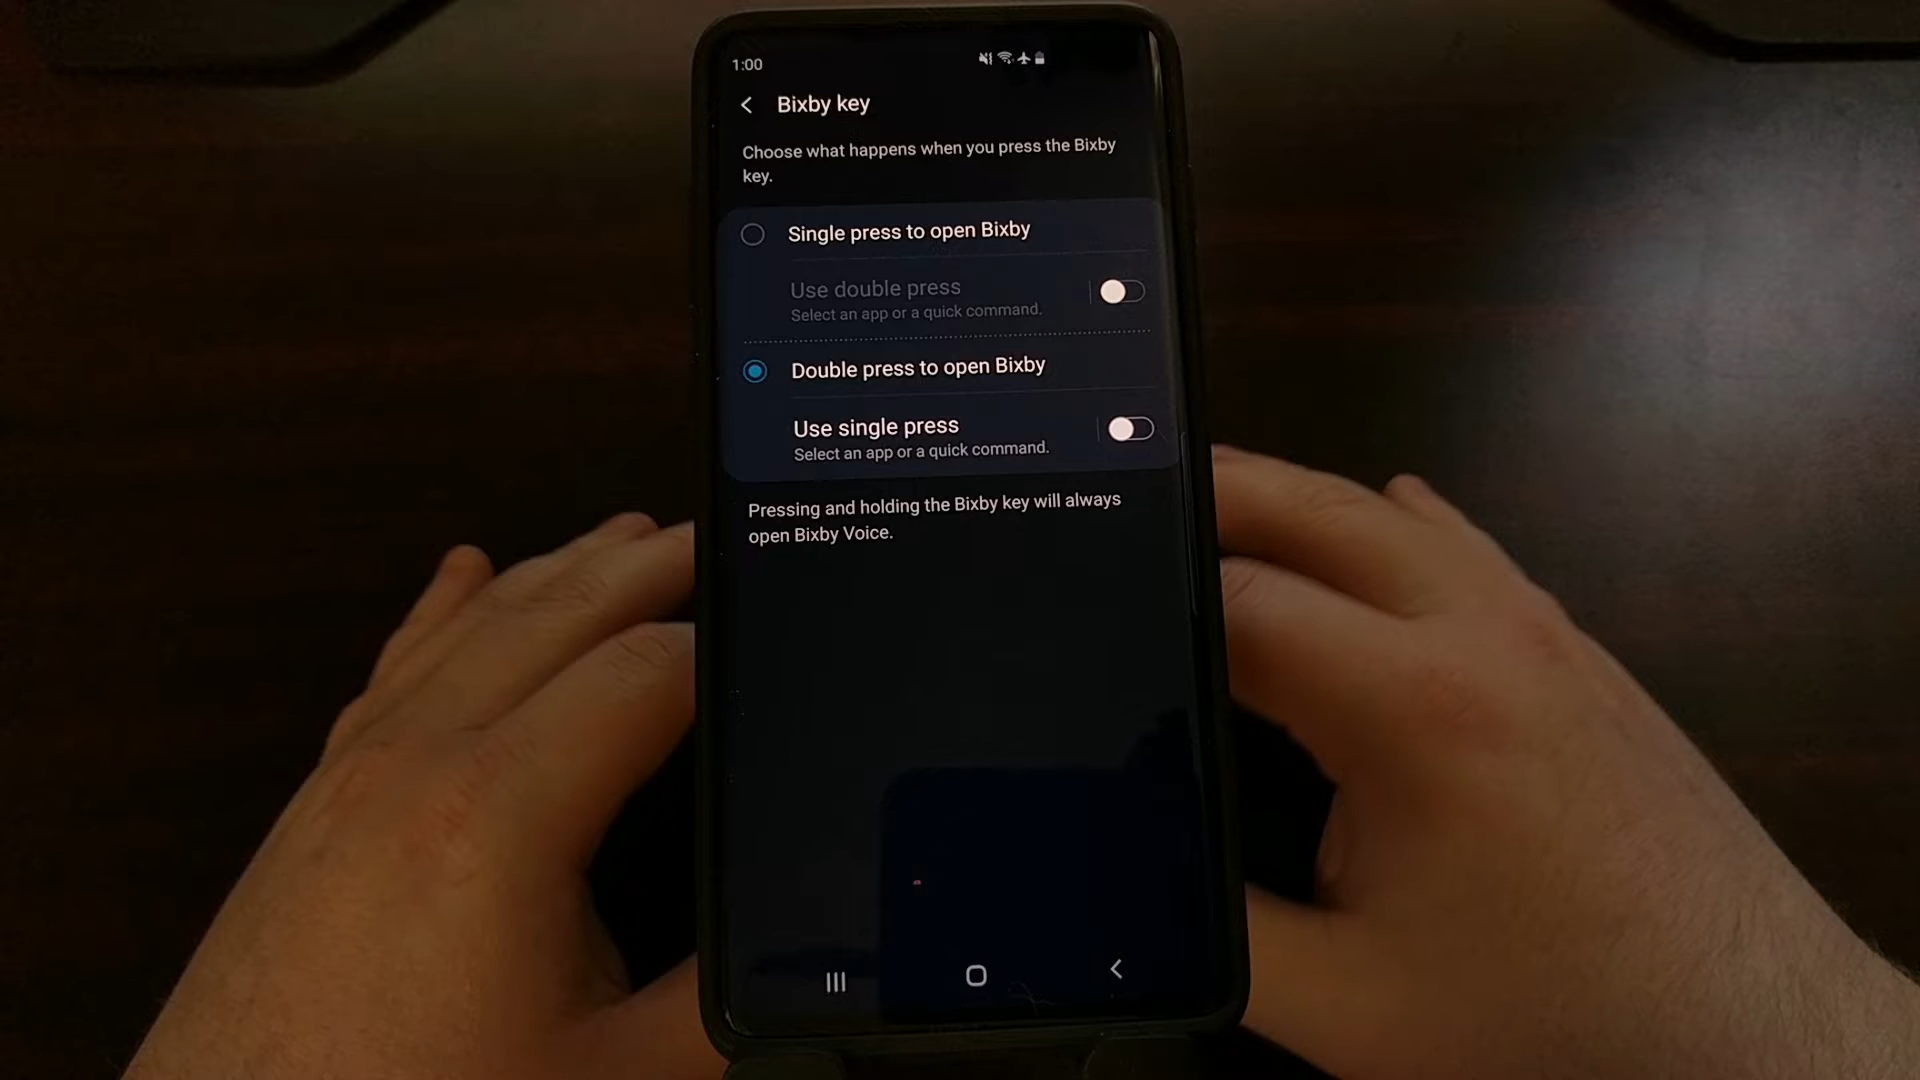 1:00
Bixby key
Choose what happens when you press the Bixby
key.
Single press to open Bixby
Use double press
Select an app or a quick command.
Double press to open Bixby
Use single press
Select an app or a quick command.
Pressing and holding the Bixby key will always
open Bixby Voice.